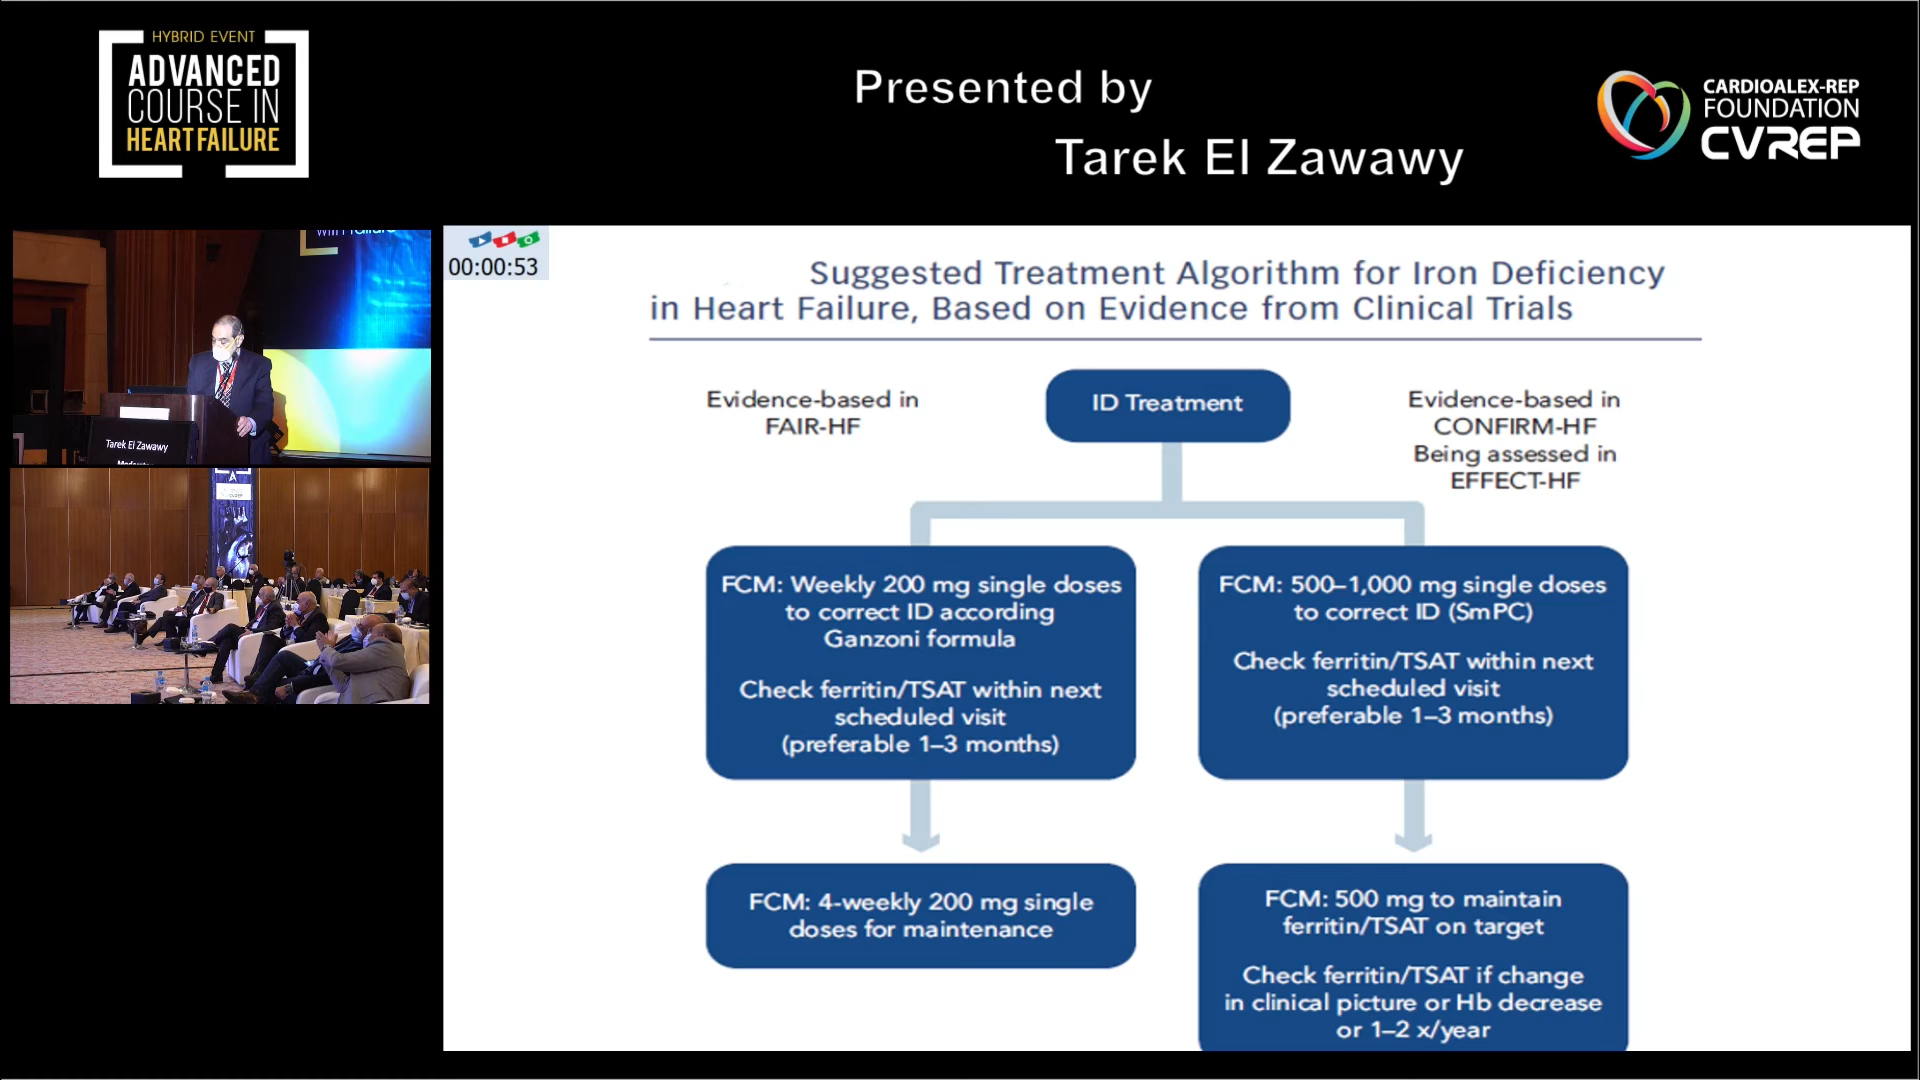 HYBRID EVENT
ADVANCED
COURSE IN
HEART FAILURE
Presented by
Tarek El Zawawy
CARDIOALEX-REP
FOUNDATION
CVREP
Tarek El Zawawy
CVREP
00:00:53
Suggested Treatment Algorithm for Iron Deficiency
in Heart Failure, Based on Evidence from Clinical Trials
Evidence-based in
FAIR-HF
ID Treatment
Evidence-based in
CONFIRM-HF
Being assessed in
EFFECT-HF
FCM: Weekly 200 mg single doses
to correct ID according
Ganzoni formula
Check ferritin/TSAT within next
scheduled visit
(preferable 1–3 months)
FCM: 500–1,000 mg single doses
to correct ID (SmPC)
Check ferritin/TSAT within next
scheduled visit
(preferable 1–3 months)
FCM: 4-weekly 200 mg single
doses for maintenance
FCM: 500 mg to maintain
ferritin/TSAT on target
Check ferritin/TSAT if change
in clinical picture or Hb decrease
or 1–2 x/year